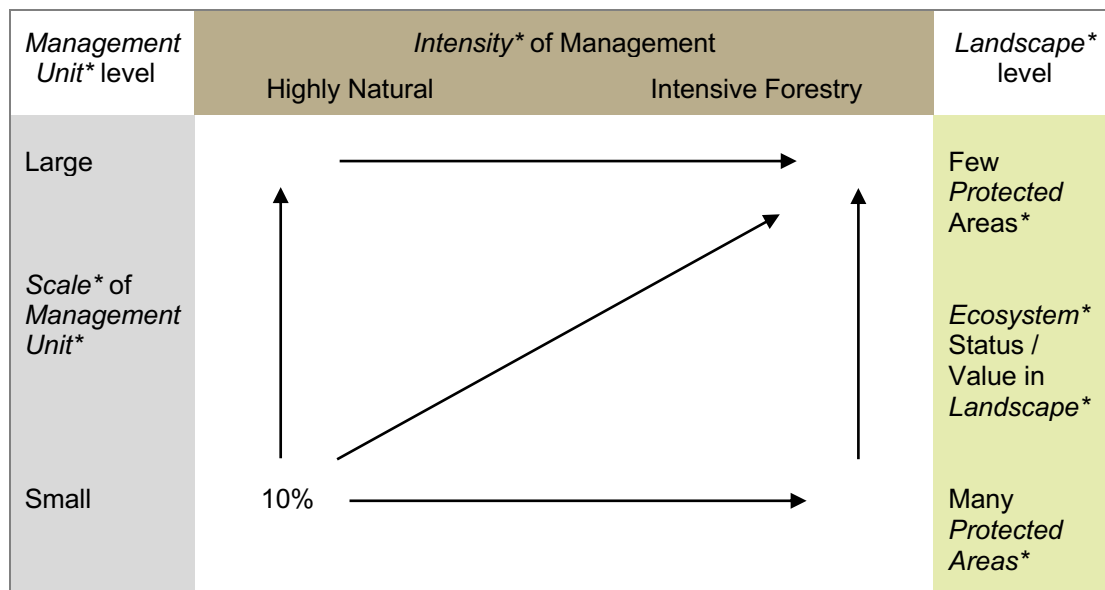 Management
Unit* level
Intensity* of Management
Highly Natural
Intensive Forestry
Landscape*
level
Large
Few
Protected
Areas*
Scale* of
Management
Unit*
Ecosystem*
Status /
Value in
Landscape*
Small
10%
Many
Protected
Areas*